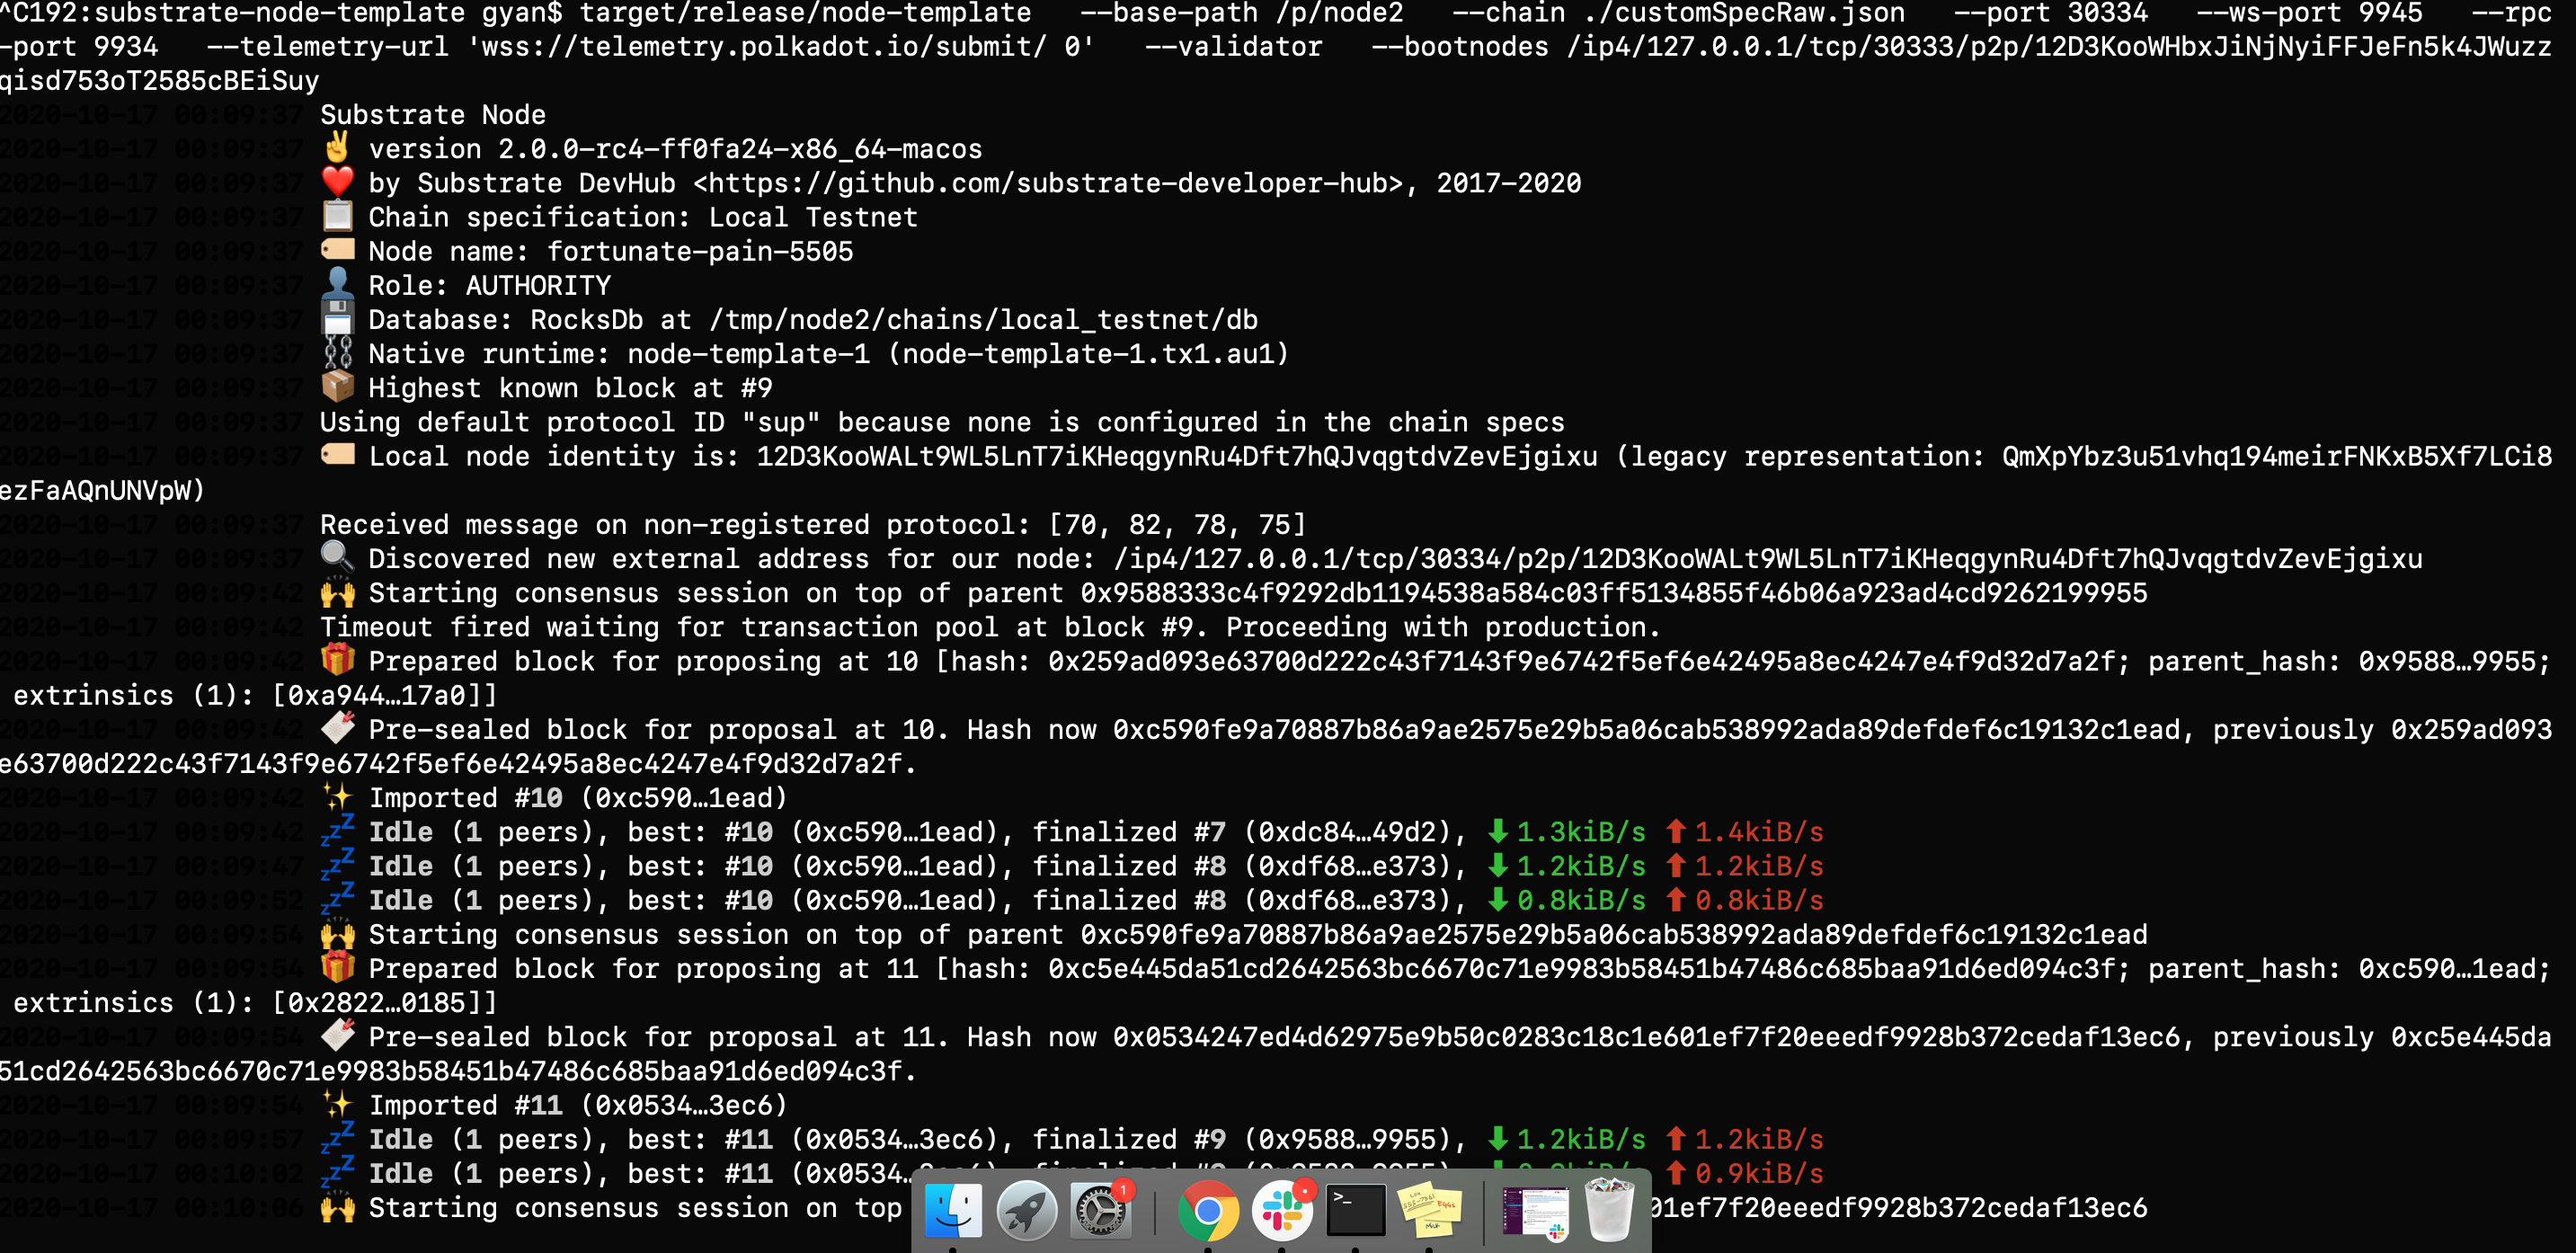 ^C192:substrate-node-template gyan$ target/release/node-template   --base-path /p/node2   --chain ./customSpecRaw.json   --port 30334   --ws-port 9945   --rpc
-port 9934   --telemetry-url 'wss://telemetry.polkadot.io/submit/ 0'   --validator   --bootnodes /ip4/127.0.0.1/tcp/30333/p2p/12D3KooWHbxJiNjNyiFFJeFn5k4JWuzz
qisd753oT2585cBEiSuy
2020-10-17 00:09:37 Substrate Node
2020-10-17 00:09:37 ✌️ version 2.0.0-rc4-ff0fa24-x86_64-macos
2020-10-17 00:09:37 ❤️ by Substrate DevHub <https://github.com/substrate-developer-hub>, 2017-2020
2020-10-17 00:09:37 📋 Chain specification: Local Testnet
2020-10-17 00:09:37 🏷 Node name: fortunate-pain-5505
2020-10-17 00:09:37 👤 Role: AUTHORITY
2020-10-17 00:09:37 💾 Database: RocksDb at /tmp/node2/chains/local_testnet/db
2020-10-17 00:09:37 ⛓ Native runtime: node-template-1 (node-template-1.tx1.au1)
2020-10-17 00:09:37 📦 Highest known block at #9
2020-10-17 00:09:37 Using default protocol ID "sup" because none is configured in the chain specs
2020-10-17 00:09:37 🏷 Local node identity is: 12D3KooWALt9WL5LnT7iKHeqgynRu4Dft7hQJvqgtdvZevEjgixu (legacy representation: QmXpYbz3u51vhq194meirFNKxB5Xf7LCi8
ezFaAQnUNVpW)
2020-10-17 00:09:37 Received message on non-registered protocol: [70, 82, 78, 75]
2020-10-17 00:09:37 🔍 Discovered new external address for our node: /ip4/127.0.0.1/tcp/30334/p2p/12D3KooWALt9WL5LnT7iKHeqgynRu4Dft7hQJvqgtdvZevEjgixu
2020-10-17 00:09:42 🙌 Starting consensus session on top of parent 0x9588333c4f9292db1194538a584c03ff5134855f46b06a923ad4cd9262199955
2020-10-17 00:09:42 Timeout fired waiting for transaction pool at block #9. Proceeding with production.
2020-10-17 00:09:42 🎁 Prepared block for proposing at 10 [hash: 0x259ad093e63700d222c43f7143f9e6742f5ef6e42495a8ec4247e4f9d32d7a2f; parent_hash: 0x9588…9955;
extrinsics (1): [0xa944…17a0]]
2020-10-17 00:09:42 🔖 Pre-sealed block for proposal at 10. Hash now 0xc590fe9a70887b86a9ae2575e29b5a06cab538992ada89defdef6c19132c1ead, previously 0x259ad093
e63700d222c43f7143f9e6742f5ef6e42495a8ec4247e4f9d32d7a2f.
2020-10-17 00:09:42 ✨ Imported #10 (0xc590…1ead)
2020-10-17 00:09:42 💤 Idle (1 peers), best: #10 (0xc590…1ead), finalized #7 (0xdc84…49d2), ⬇ 1.3kiB/s ⬆ 1.4kiB/s
2020-10-17 00:09:47 💤 Idle (1 peers), best: #10 (0xc590…1ead), finalized #8 (0xdf68…e373), ⬇ 1.2kiB/s ⬆ 1.2kiB/s
2020-10-17 00:09:52 💤 Idle (1 peers), best: #10 (0xc590…1ead), finalized #8 (0xdf68…e373), ⬇ 0.8kiB/s ⬆ 0.8kiB/s
2020-10-17 00:09:54 🙌 Starting consensus session on top of parent 0xc590fe9a70887b86a9ae2575e29b5a06cab538992ada89defdef6c19132c1ead
2020-10-17 00:09:54 🎁 Prepared block for proposing at 11 [hash: 0xc5e445da51cd2642563bc6670c71e9983b58451b47486c685baa91d6ed094c3f; parent_hash: 0xc590…1ead;
extrinsics (1): [0x2822…0185]]
2020-10-17 00:09:54 🔖 Pre-sealed block for proposal at 11. Hash now 0x0534247ed4d62975e9b50c0283c18c1e601ef7f20eeedf9928b372cedaf13ec6, previously 0xc5e445da
51cd2642563bc6670c71e9983b58451b47486c685baa91d6ed094c3f.
2020-10-17 00:09:54 ✨ Imported #11 (0x0534…3ec6)
2020-10-17 00:09:57 💤 Idle (1 peers), best: #11 (0x0534…3ec6), finalized #9 (0x9588…9955), ⬇ 1.2kiB/s ⬆ 1.2kiB/s
2020-10-17 00:10:02 💤 Idle (1 peers), best: #11 (0x0534… ⬆ 0.9kiB/s
2020-10-17 00:10:06 🙌 Starting consensus session on top 01ef7f20eeedf9928b372cedaf13ec6
1